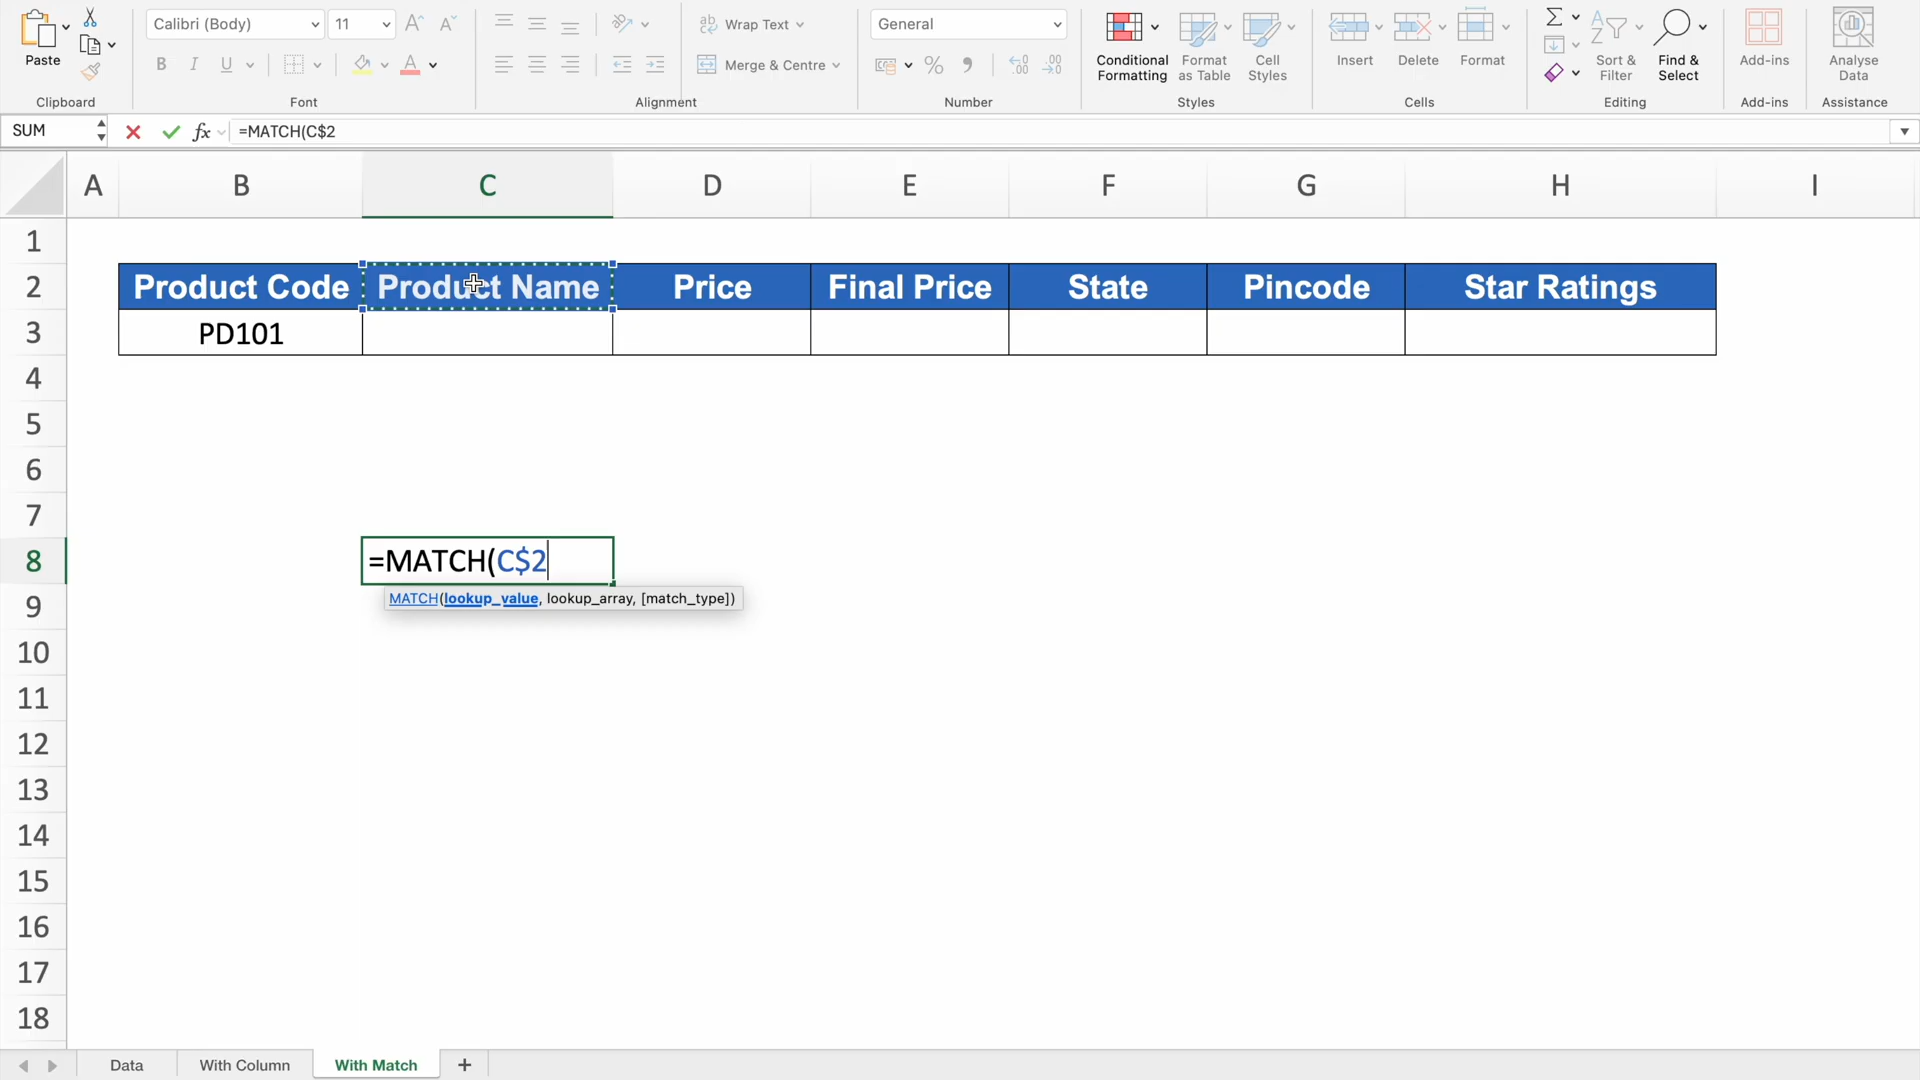 Calibri (Body) 11 Wrap Text General
Paste B I U A Merge & Centre % Conditional Formatting Format as Table Cell Styles Insert Delete Format Sort & Filter Find & Select Add-ins Analyse Data
Clipboard Font Alignment Number Styles Cells Editing Add-ins Assistance
SUM fx =MATCH(C$2
A B C D E F G H I
1
2 Product Code Product Name Price Final Price State Pincode Star Ratings
3 PD101
4
5
6
7
8 =MATCH(C$2
MATCH(lookup_value, lookup_array, [match_type])
9
10
11
12
13
14
15
16
17
18
Data With Column With Match +